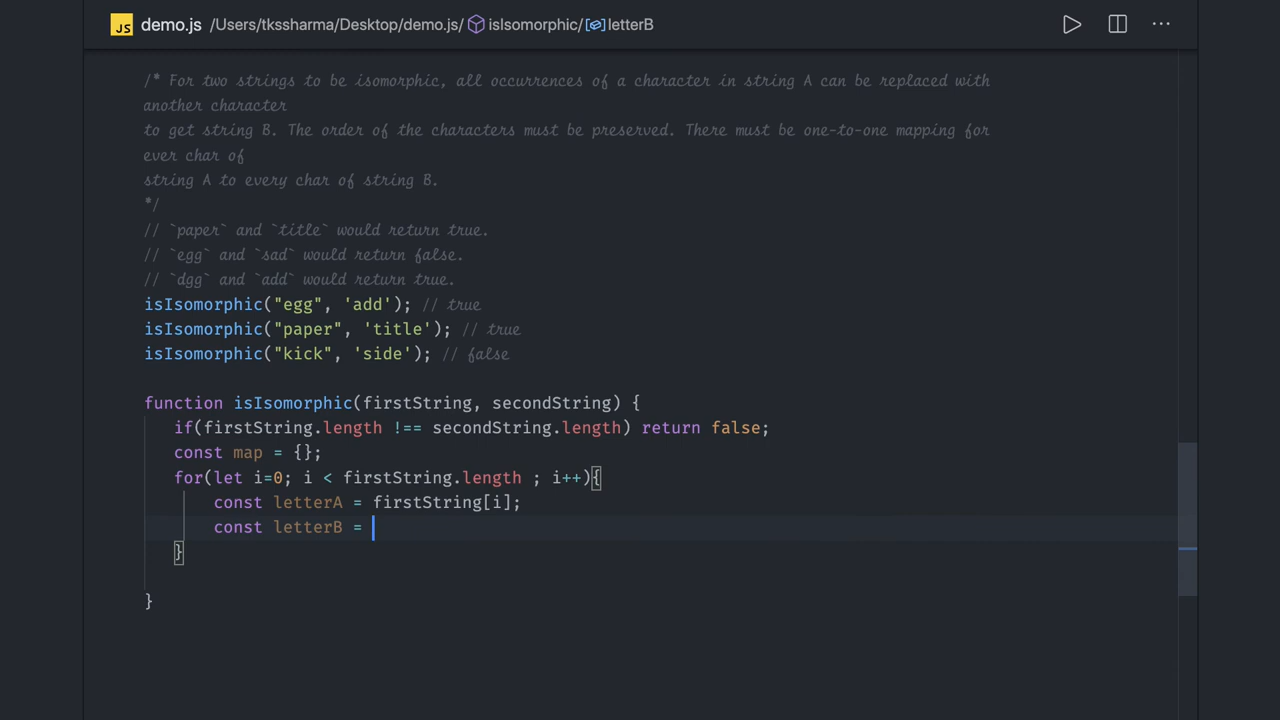 JS demo.js /Users/tkssharma/Desktop/demo.js/ isIsomorphic/ letterB ...
/* For two strings to be isomorphic, all occurrences of a character in string A can be replaced with
another character
to get string B. The order of the characters must be preserved. There must be one-to-one mapping for
ever char of
string A to every char of string B.
*/
// `paper` and `title` would return true.
// `egg` and `sad` would return false.
// `dgg` and `add` would return true.
isIsomorphic("egg", 'add'); // true
isIsomorphic("paper", 'title'); // true
isIsomorphic("kick", 'side'); // false
function isIsomorphic(firstString, secondString) {
if(firstString.length !== secondString.length) return false;
const map = {};
for(let i=0; i < firstString.length ; i++){
const letterA = firstString[i];
const letterB =
}
}